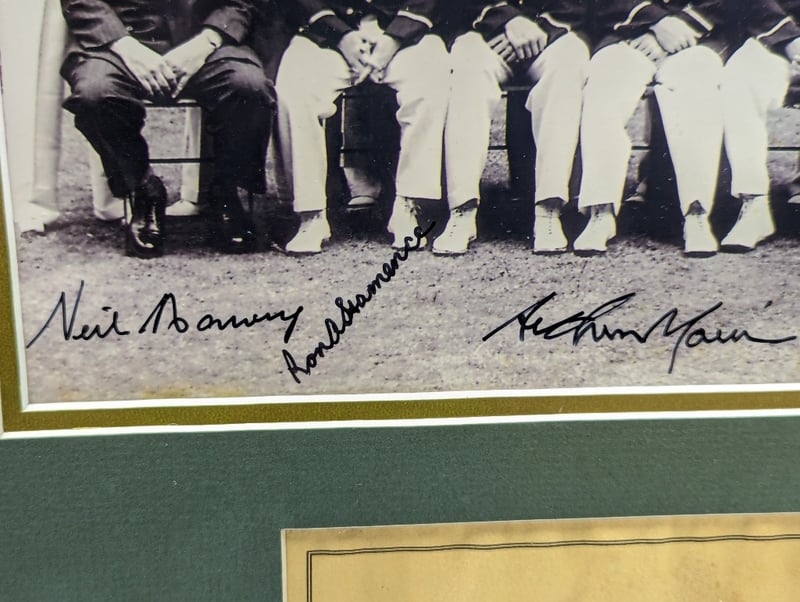 Neil Harvey
Ron A Hamence
Arthur Morris